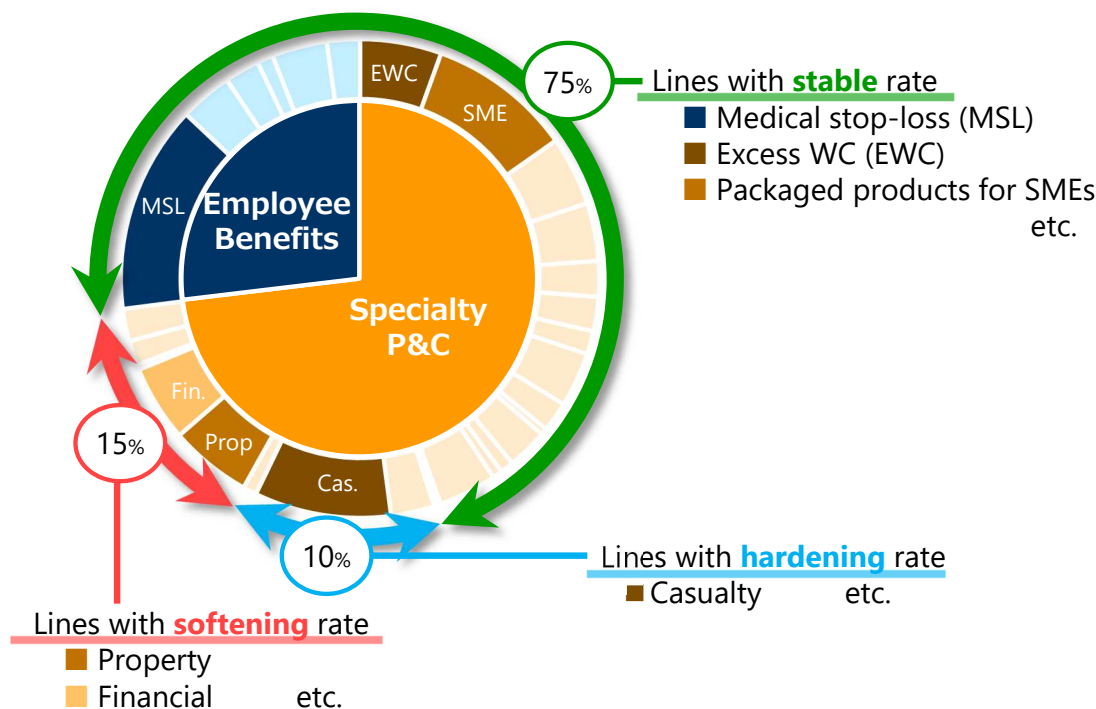 EWC
SME
MSL
Employee
Benefits
Specialty
P&C
Fin.
Prop
Cas.
75%
Lines with stable rate
Medical stop-loss (MSL)
Excess WC (EWC)
Packaged products for SMEs
etc.
15%
10%
Lines with hardening rate
Casualty etc.
Lines with softening rate
Property
Financial etc.